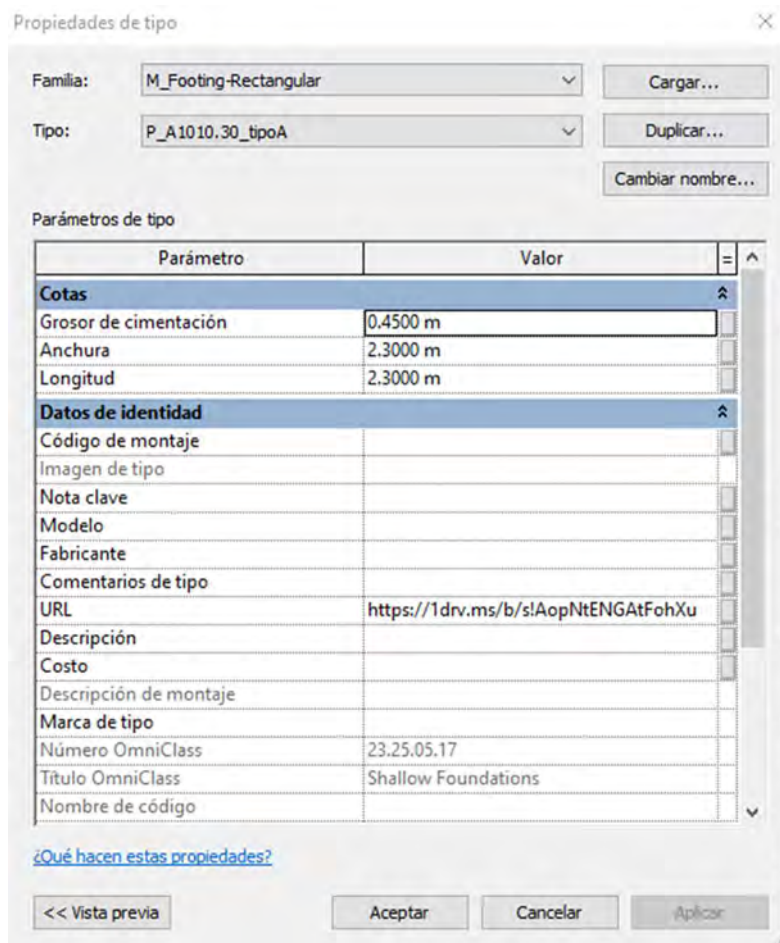 Propiedades de tipo
Familia: M_Footing-Rectangular Cargar...
Tipo: P_A1010.30_tipoA Duplicar...
Cambiar nombre...
Parámetros de tipo
Parámetro Valor =
Cotas
Grosor de cimentación 0.4500 m
Anchura 2.3000 m
Longitud 2.3000 m
Datos de identidad
Código de montaje
Imagen de tipo
Nota clave
Modelo
Fabricante
Comentarios de tipo
URL https://1drv.ms/b/s!AopNtENGAtFohXu
Descripción
Costo
Descripción de montaje
Marca de tipo
Número OmniClass 23.25.05.17
Título OmniClass Shallow Foundations
Nombre de código
¿Qué hacen estas propiedades?
<< Vista previa Aceptar Cancelar Aplicar